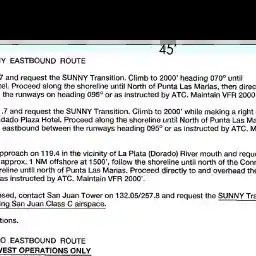 45'
Y EASTBOUND ROUTE
7 and request the SUNNY Transition. Climb to 2000' heading 070° until
tel. Proceed along the shoreline until North of Punta Las Marias, then direc
the runways on heading 095° or as instructed by ATC. Maintain VFR 2000
.7 and request the SUNNY Transition. Climb to 2000' while making a right
dado Plaza Hotel. Proceed along the shoreline until North of Punta Las Ma
eastbound between the runways heading 095° or as instructed by ATC. M
pproach on 119.4 in the vicinity of La Plata (Dorado) River mouth and reque
approx. 1 NM offshore at 1500', follow the shoreline until north of the Con
reline until north of Punta Las Marias. Proceed directly to and overhead the
as instructed by ATC. Maintain VFR 2000'.
sed, contact San Juan Tower on 132.05/257.8 and request the SUNNY Tra
ing San Juan Class C airspace.
tions.
O EASTBOUND ROUTE
WEST OPERATIONS ONLY